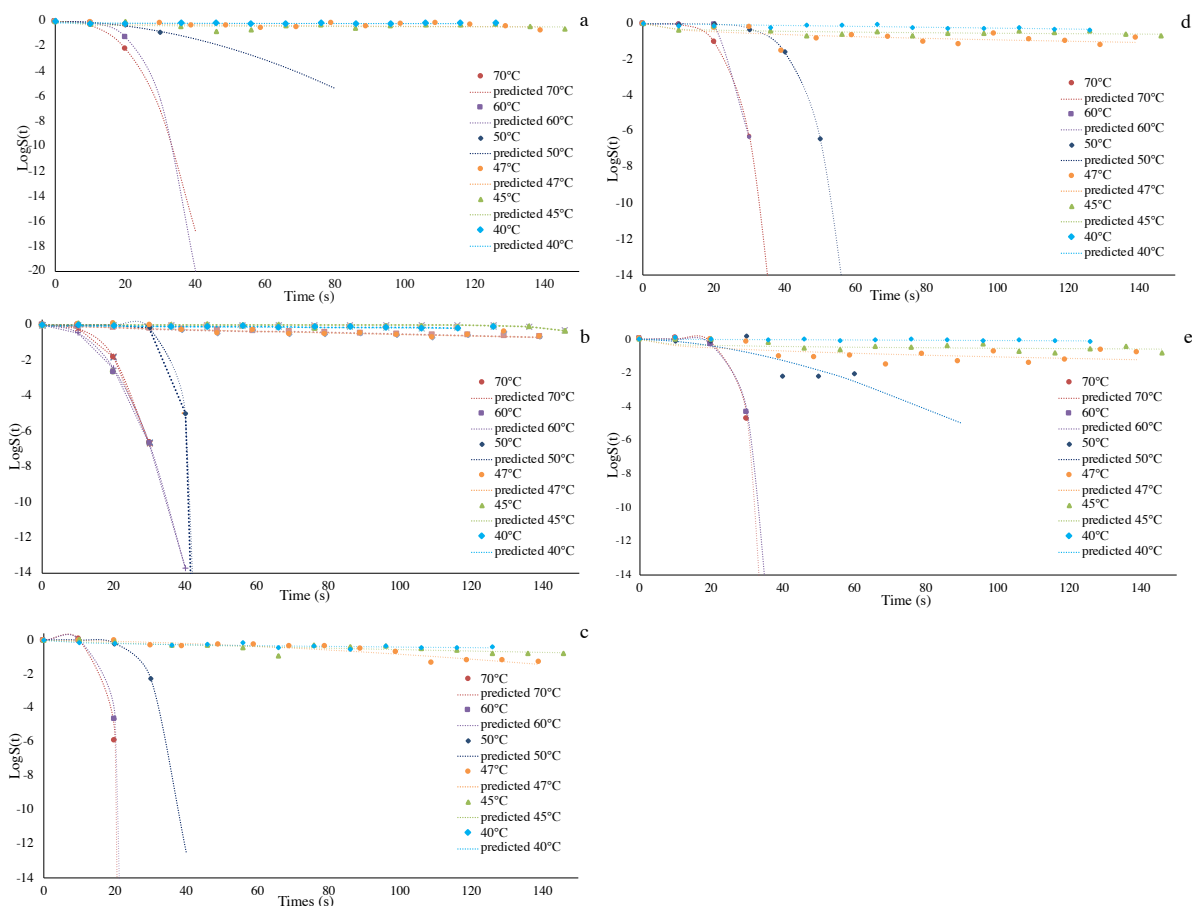 a
0
-2
-4
-6
-8
-10
-12
-14
-16
-18
-20
LogS(t)
0 20 40 60 80 100 120 140
Time (s)
70°C
predicted 70°C
60°C
predicted 60°C
50°C
predicted 50°C
47°C
predicted 47°C
45°C
predicted 45°C
40°C
predicted 40°C
d
0
-2
-4
-6
-8
-10
-12
-14
LogS(t)
0 20 40 60 80 100 120 140
Time (s)
70°C
predicted 70°C
60°C
predicted 60°C
50°C
predicted 50°C
47°C
predicted 47°C
45°C
predicted 45°C
40°C
predicted 40°C
b
0
-2
-4
-6
-8
-10
-12
-14
LogS(t)
0 20 40 60 80 100 120 140
Time (s)
70°C
predicted 70°C
60°C
predicted 60°C
50°C
predicted 50°C
47°C
predicted 47°C
45°C
predicted 45°C
40°C
predicted 40°C
e
0
-2
-4
-6
-8
-10
-12
-14
LogS(t)
0 20 40 60 80 100 120 140
Time (s)
70°C
predicted 70°C
60°C
predicted 60°C
50°C
predicted 50°C
47°C
predicted 47°C
45°C
predicted 45°C
40°C
predicted 40°C
c
0
-2
-4
-6
-8
-10
-12
-14
LogS(t)
0 20 40 60 80 100 120 140
Times (s)
70°C
predicted 70°C
60°C
predicted 60°C
50°C
predicted 50°C
47°C
predicted 47°C
45°C
predicted 45°C
40°C
predicted 40°C